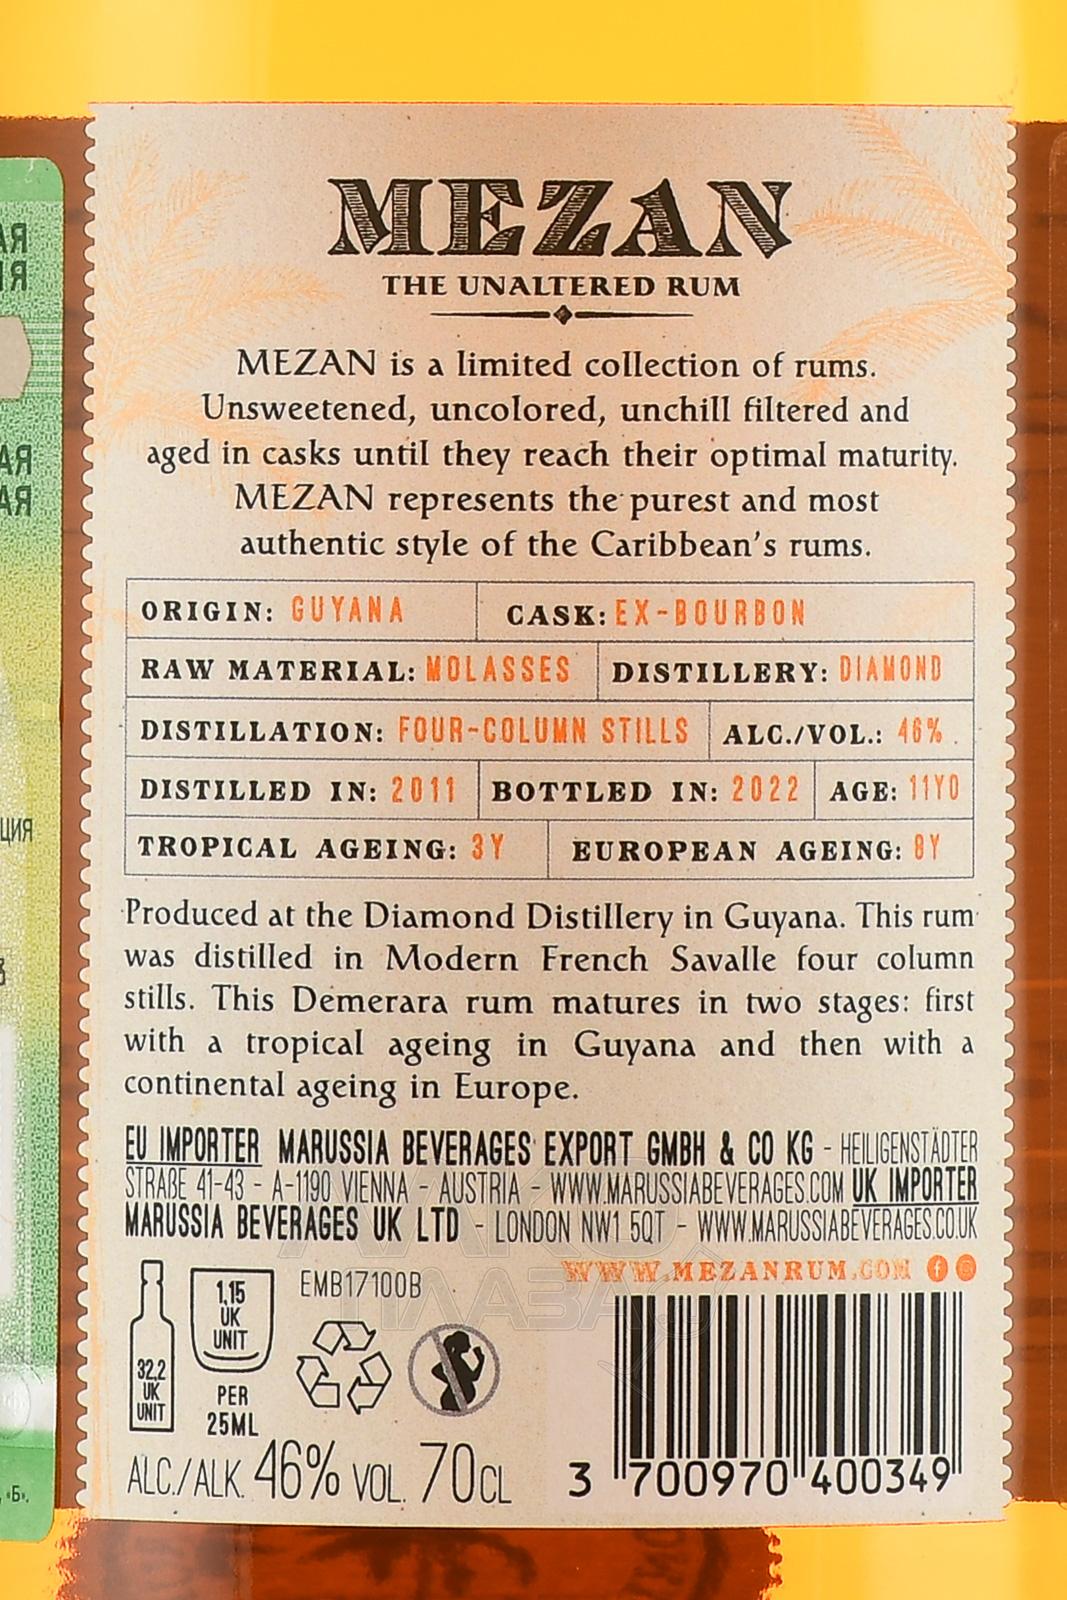 MEZAN
THE UNALTERED RUM
MEZAN is a limited collection of rums.
Unsweetened, uncolored, unchill filtered and
aged in casks until they reach their optimal maturity.
MEZAN represents the purest and most
authentic style of the Caribbean's rums.
ORIGIN: GUYANA CASK: EX-BOURBON
RAW MATERIAL: MOLASSES DISTILLERY: DIAMOND
DISTILLATION: FOUR-COLUMN STILLS ALC./VOL.: 46%.
DISTILLED IN: 2011 BOTTLED IN: 2022 AGE: 11YO
TROPICAL AGEING: 3Y EUROPEAN AGEING: 8Y
Produced at the Diamond Distillery in Guyana. This rum
was distilled in Modern French Savalle four column
stills. This Demerara rum matures in two stages: first
with a tropical ageing in Guyana and then with a
continental ageing in Europe.
EU IMPORTER MARUSSIA BEVERAGES EXPORT GMBH & CO KG - HEILIGENSTÄDTER
STRAßE 41-43 - A-1190 VIENNA - AUSTRIA - WWW.MARUSSIABEVERAGES.COM UK IMPORTER
MARUSSIA BEVERAGES UK LTD - LONDON NW1 5QT - WWW.MARUSSIABEVERAGES.CO.UK
WWW.MEZANRUM.COM
EMB17100B
1,15
UK
UNIT
PER
25ML
32,2
UK
UNIT
ALC./ALK. 46% VOL. 70CL
3 700970 400349